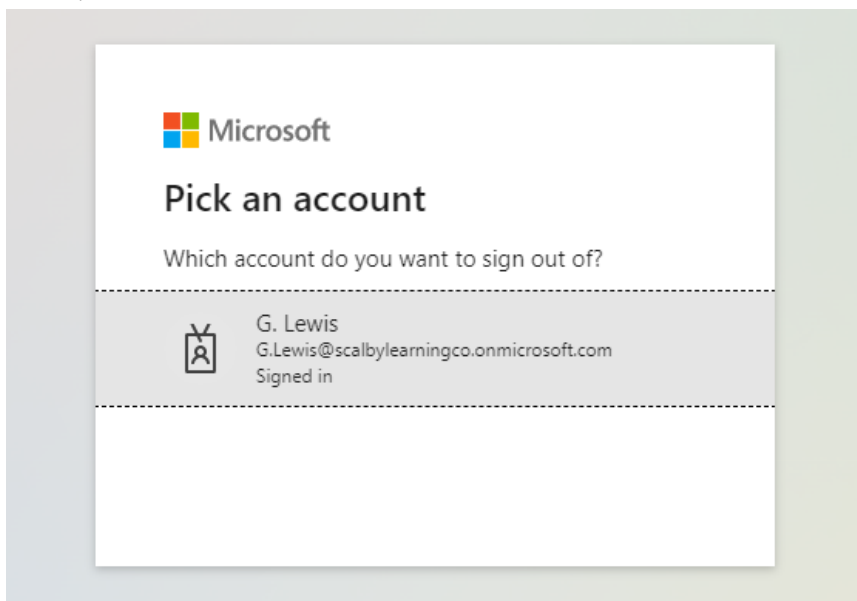 Microsoft
Pick an account
Which account do you want to sign out of?
G. Lewis
G.Lewis@scalbylearningco.onmicrosoft.com
Signed in